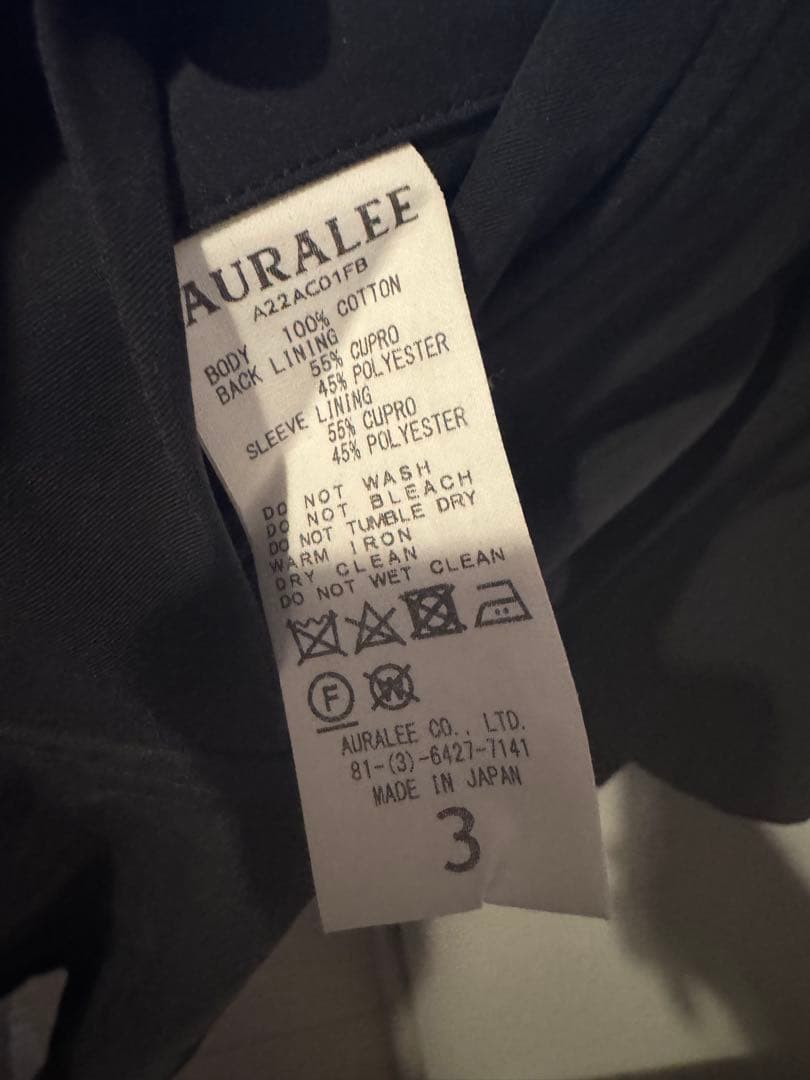 AURALEE
A22AC01FB
BODY 100% COTTON
BACK LINING
55% CUPRO
45% POLYESTER
SLEEVE LINING
55% CUPRO
45% POLYESTER
DO NOT WASH
DO NOT BLEACH
DO NOT TUMBLE DRY
WARM IRON
DRY CLEAN
DO NOT WET CLEAN
F W
AURALEE CO., LTD.
81-(3)-6427-7141
MADE IN JAPAN
3